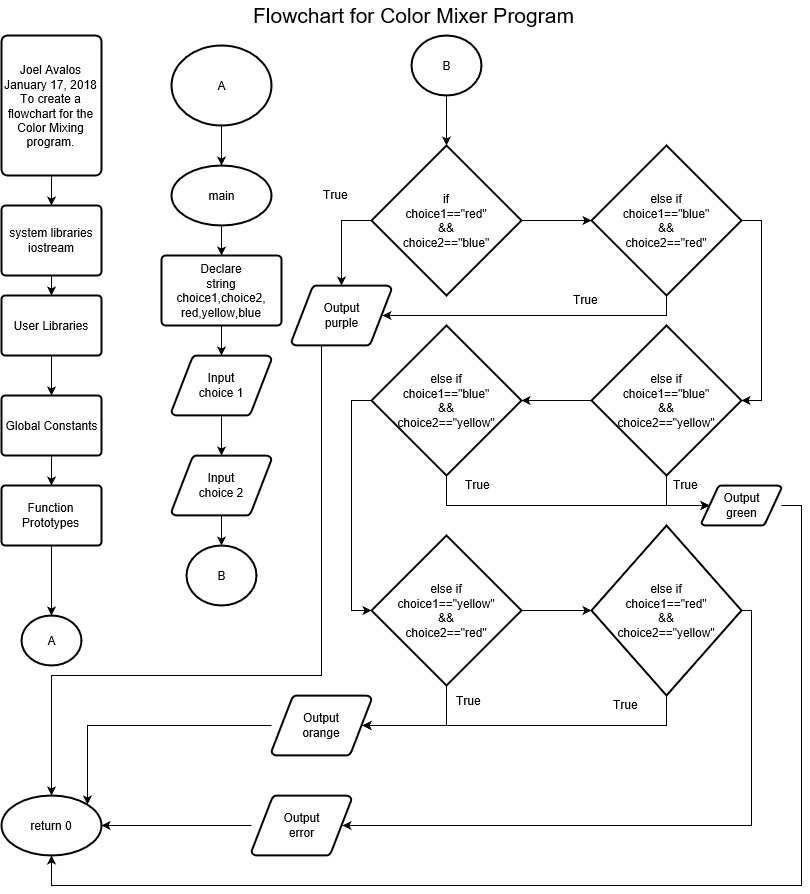 Flowchart for Color Mixer Program
Joel Avalos
January 17, 2018
To create a
flowchart for the
Color Mixing
program.
system libraries
iostream
User Libraries
Global Constants
Function
Prototypes
A
A
main
Declare
string
choice1,choice2,
red,yellow,blue
Input
choice 1
Input
choice 2
B
B
if
choice1=="red"
&&
choice2=="blue"
True
else if
choice1=="blue"
&&
choice2=="red"
True
Output
purple
else if
choice1=="blue"
&&
choice2=="yellow"
True
else if
choice1=="blue"
&&
choice2=="yellow"
True
Output
green
else if
choice1=="yellow"
&&
choice2=="red"
True
else if
choice1=="red"
&&
choice2=="yellow"
True
Output
orange
Output
error
return 0